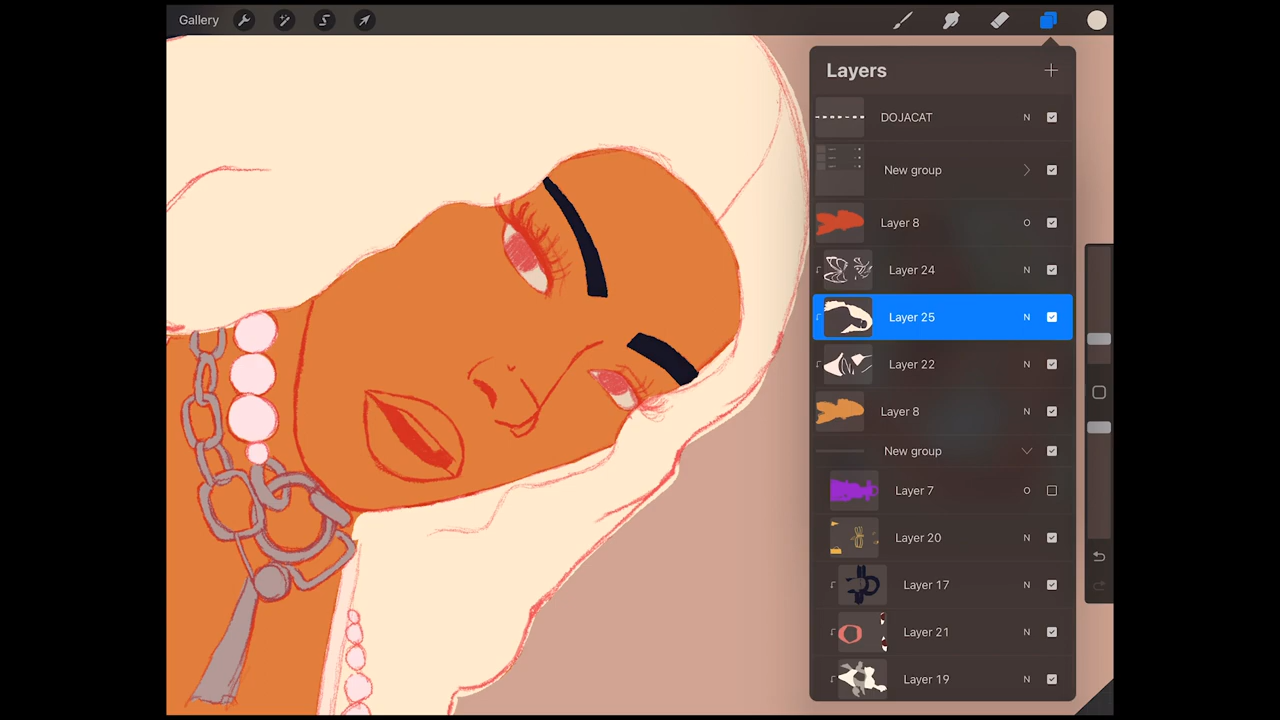 Gallery
Layers
DOJACAT N
New group
Layer 8 O
Layer 24 N
Layer 25 N
Layer 22 N
Layer 8 N
New group
Layer 7 O
Layer 20 N
Layer 17 N
Layer 21 N
Layer 19 N